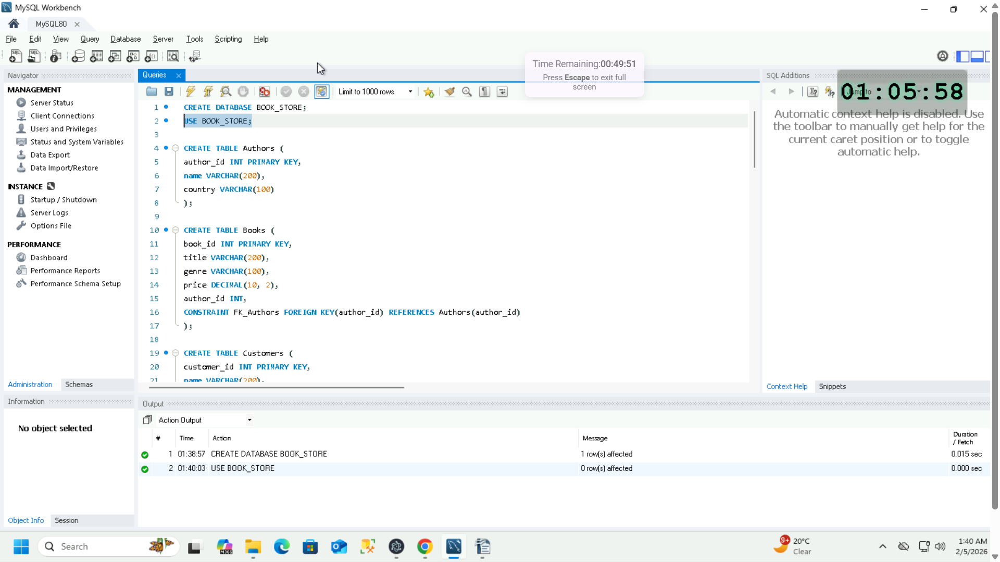 MySQL Workbench
MySQL80
File Edit View Query Database Server Tools Scripting Help
Time Remaining:00:49:51
Press Escape to exit full
screen
Navigator
MANAGEMENT
Server Status
Client Connections
Users and Privileges
Status and System Variables
Data Export
Data Import/Restore
INSTANCE
Startup / Shutdown
Server Logs
Options File
PERFORMANCE
Dashboard
Performance Reports
Performance Schema Setup
Administration Schemas
Information
No object selected
Object Info Session
Queries
Limit to 1000 rows
1 CREATE DATABASE BOOK_STORE;
2 USE BOOK_STORE;
3
4 CREATE TABLE Authors (
5 author_id INT PRIMARY KEY,
6 name VARCHAR(200),
7 country VARCHAR(100)
8 );
9
10 CREATE TABLE Books (
11 book_id INT PRIMARY KEY,
12 title VARCHAR(200),
13 genre VARCHAR(100),
14 price DECIMAL(10, 2),
15 author_id INT,
16 CONSTRAINT FK_Authors FOREIGN KEY(author_id) REFERENCES Authors(author_id)
17 );
18
19 CREATE TABLE Customers (
20 customer_id INT PRIMARY KEY,
21 name VARCHAR(200),
SQL Additions
Jump to
01:05:58
Automatic context help is disabled. Use
the toolbar to manually get help for the
current caret position or to toggle
automatic help.
Context Help Snippets
Output
Action Output
# Time Action Message Duration / Fetch
1 01:38:57 CREATE DATABASE BOOK_STORE 1 row(s) affected 0.015 sec
2 01:40:03 USE BOOK_STORE 0 row(s) affected 0.000 sec
Search
M365
9+
20°C
Clear
1:40 AM
2/5/2026